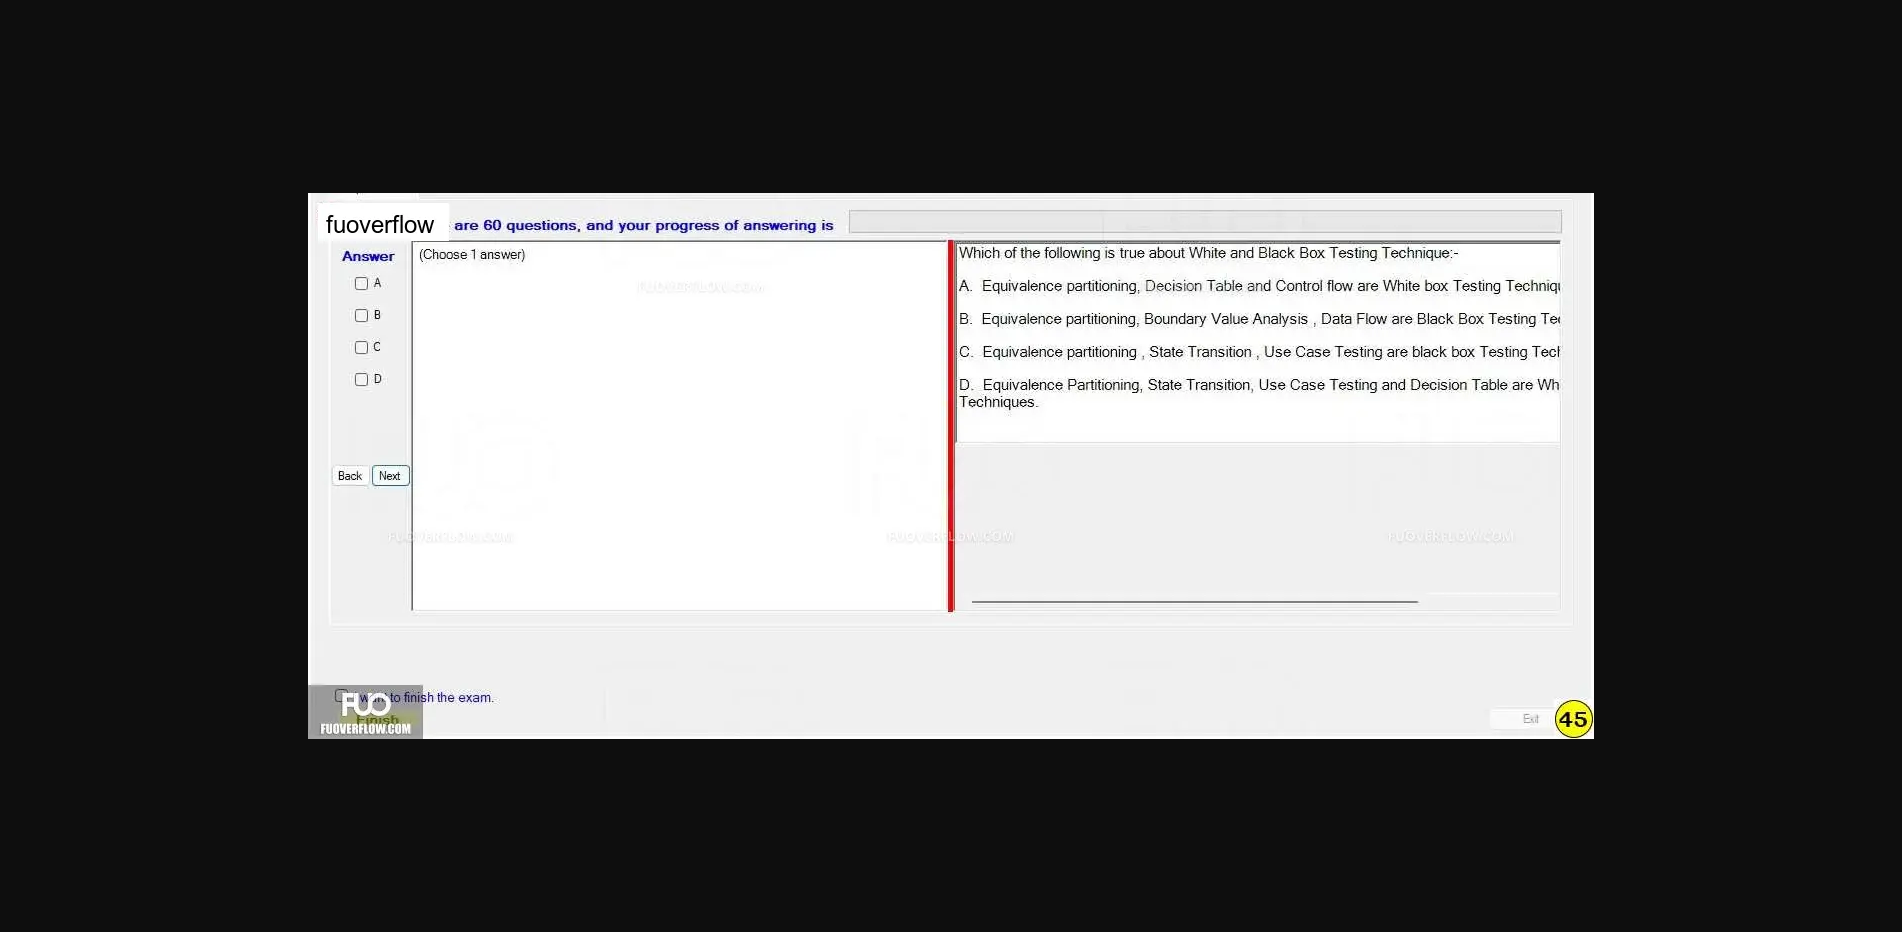 fuoverflow
are 60 questions, and your progress of answering is
Answer
(Choose 1 answer)
A
B
C
D
Back
Next
Which of the following is true about White and Black Box Testing Technique:-
A. Equivalence partitioning, Decision Table and Control flow are White box Testing Techniqu
B. Equivalence partitioning, Boundary Value Analysis , Data Flow are Black Box Testing Te
C. Equivalence partitioning , State Transition , Use Case Testing are black box Testing Tec
D. Equivalence Partitioning, State Transition, Use Case Testing and Decision Table are Wh
Techniques.
FUOVERFLOW.COM
FUOVERFLOW.COM
FUOVERFLOW.COM
FUOVERFLOW.COM
I want to finish the exam.
Finish
FUO
FUOVERFLOW.COM
Exit
45